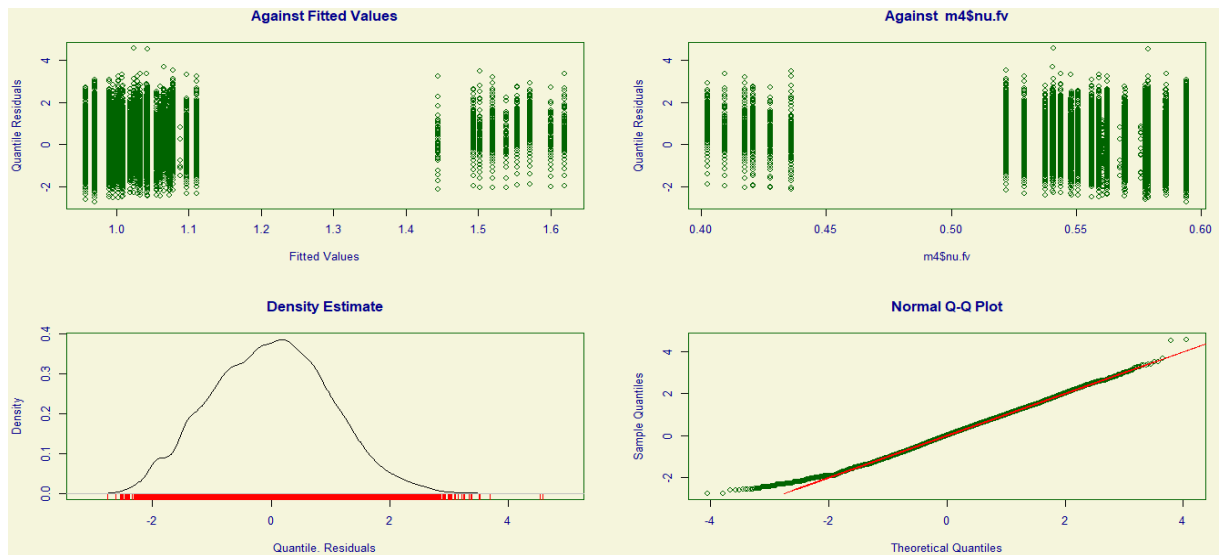 Against Fitted Values
Quantile Residuals
4
2
0
-2
1.0 1.1 1.2 1.3 1.4 1.5 1.6
Fitted Values
Against m4$nu.fv
Quantile Residuals
4
2
0
-2
0.40 0.45 0.50 0.55 0.60
m4$nu.fv
Density Estimate
Density
0.4
0.3
0.2
0.1
0.0
-2 0 2 4
Quantile. Residuals
Normal Q-Q Plot
Sample Quantiles
4
2
0
-2
-4 -2 0 2 4
Theoretical Quantiles